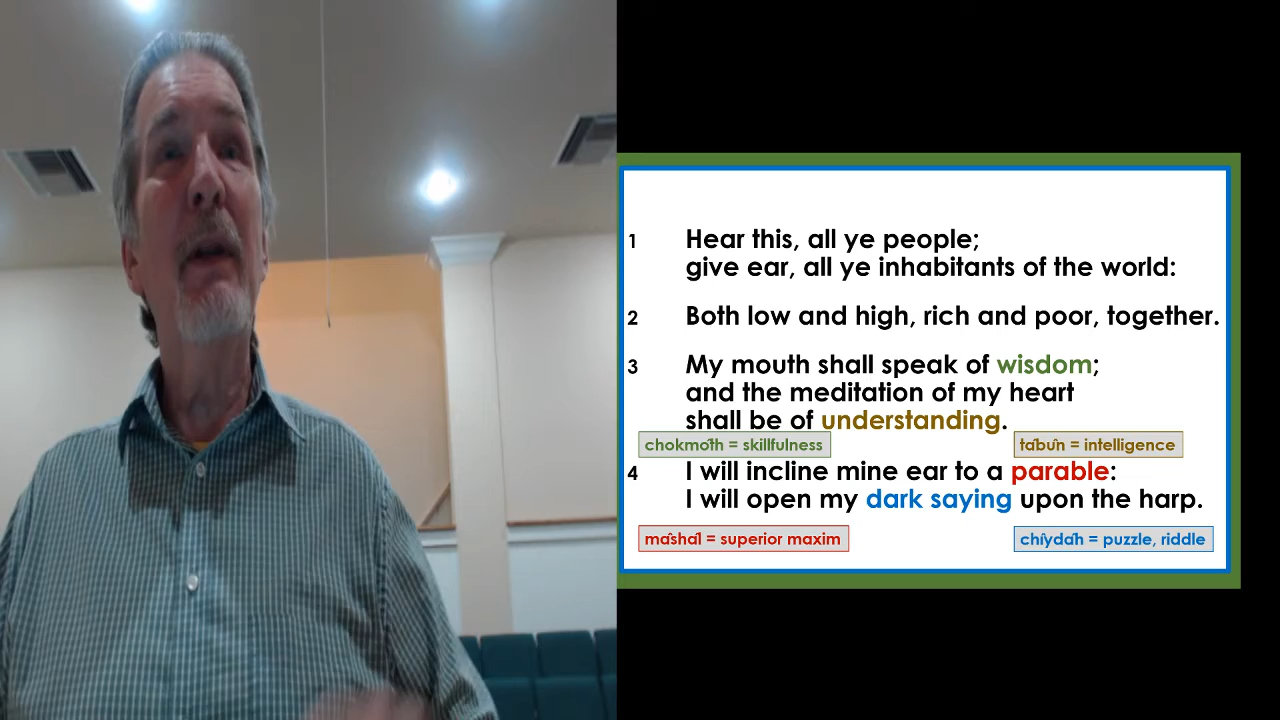 1 Hear this, all ye people;
give ear, all ye inhabitants of the world:
2 Both low and high, rich and poor, together.
3 My mouth shall speak of wisdom;
and the meditation of my heart
shall be of understanding.
chokmôth = skillfulness tâbûn = intelligence
4 I will incline mine ear to a parable:
I will open my dark saying upon the harp.
mâshâl = superior maxim chîydâh = puzzle, riddle